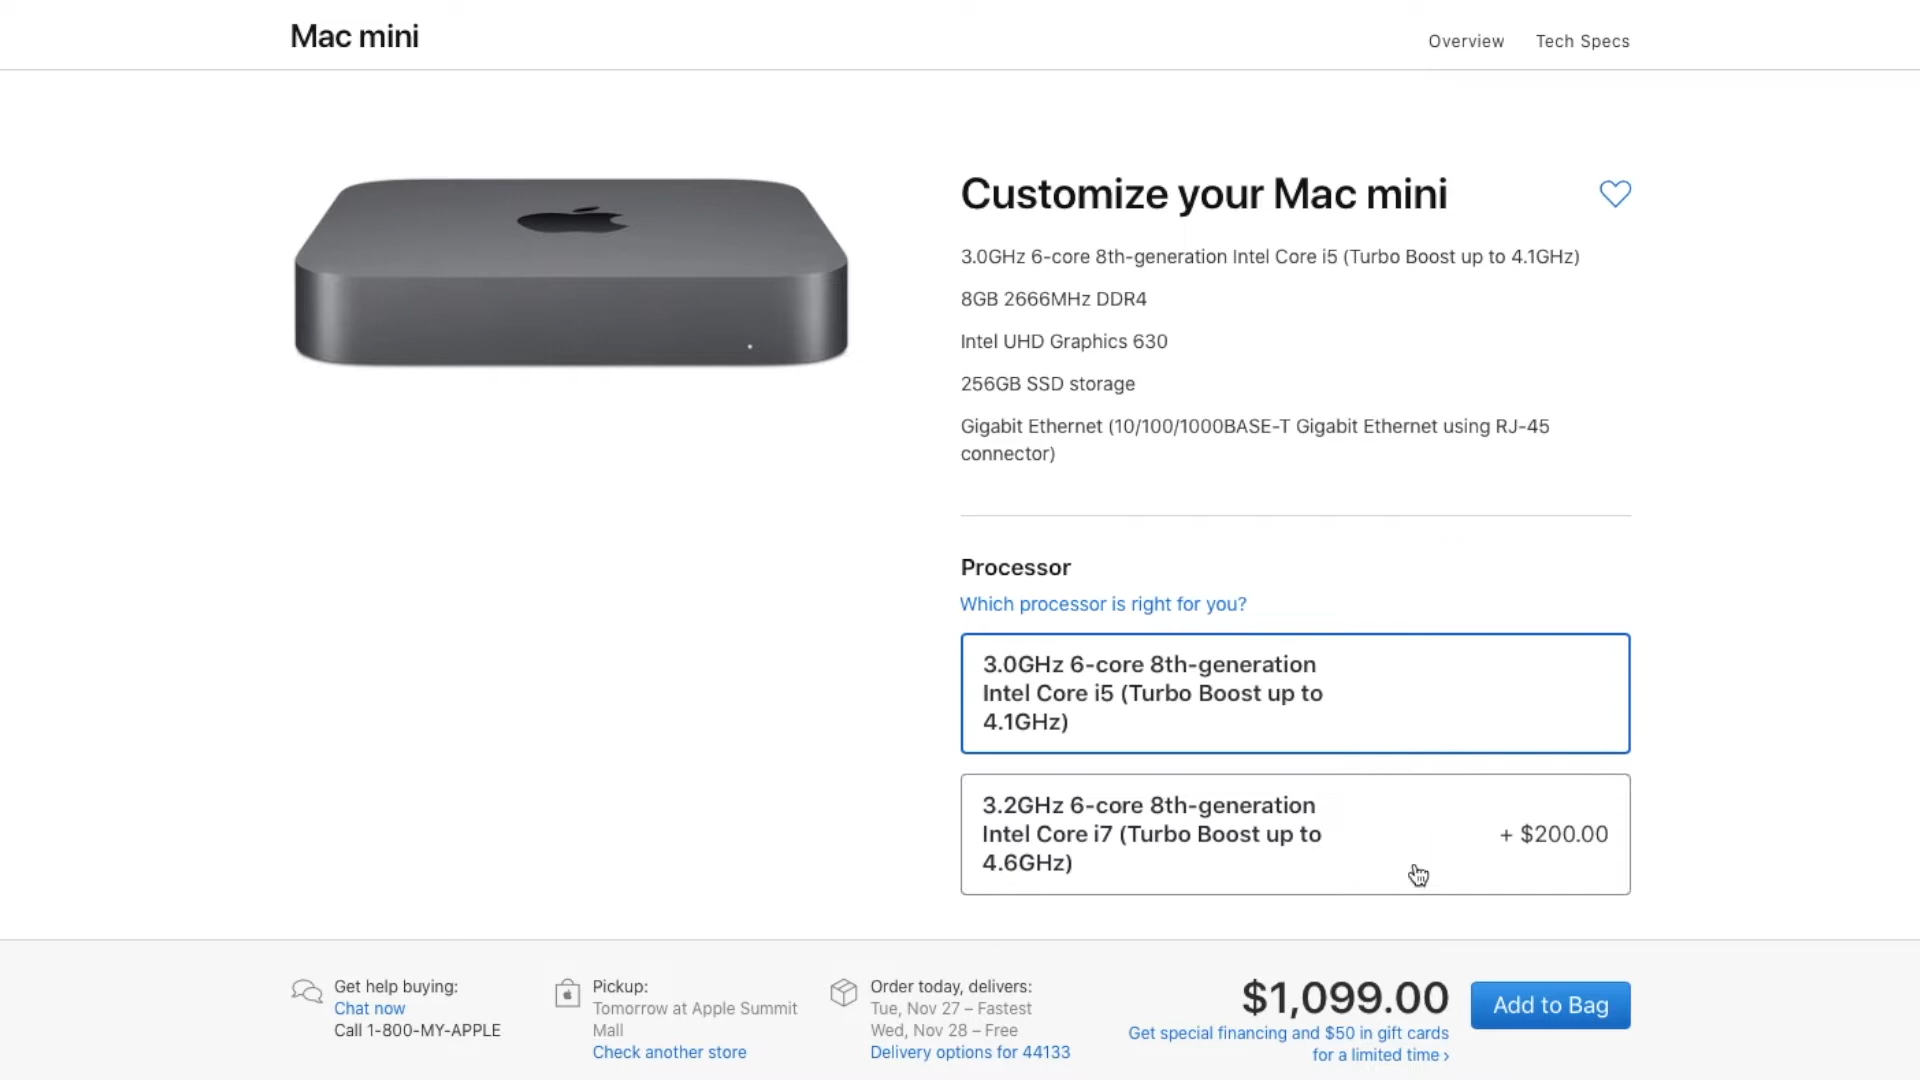 Mac mini
Overview
Tech Specs
Customize your Mac mini
3.0GHz 6-core 8th-generation Intel Core i5 (Turbo Boost up to 4.1GHz)
8GB 2666MHz DDR4
Intel UHD Graphics 630
256GB SSD storage
Gigabit Ethernet (10/100/1000BASE-T Gigabit Ethernet using RJ-45
connector)
Processor
Which processor is right for you?
3.0GHz 6-core 8th-generation
Intel Core i5 (Turbo Boost up to
4.1GHz)
3.2GHz 6-core 8th-generation
Intel Core i7 (Turbo Boost up to
4.6GHz)
+ $200.00
Get help buying:
Chat now
Call 1-800-MY-APPLE
Pickup:
Tomorrow at Apple Summit
Mall
Check another store
Order today, delivers:
Tue, Nov 27 – Fastest
Wed, Nov 28 – Free
Delivery options for 44133
$1,099.00
Get special financing and $50 in gift cards
for a limited time ›
Add to Bag